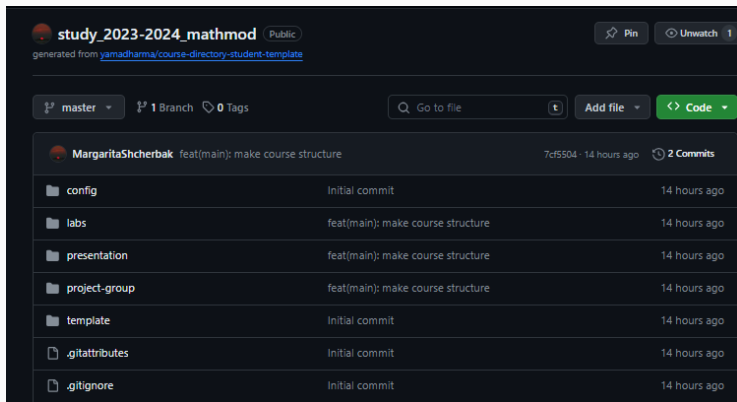 study_2023-2024_mathmod Public Pin Unwatch 1
generated from yamadharma/course-directory-student-template
master 1 Branch 0 Tags Go to file t Add file Code
MargaritaShcherbak feat(main): make course structure 7cf5504 · 14 hours ago 2 Commits
config Initial commit 14 hours ago
labs feat(main): make course structure 14 hours ago
presentation feat(main): make course structure 14 hours ago
project-group feat(main): make course structure 14 hours ago
template Initial commit 14 hours ago
.gitattributes Initial commit 14 hours ago
.gitignore Initial commit 14 hours ago